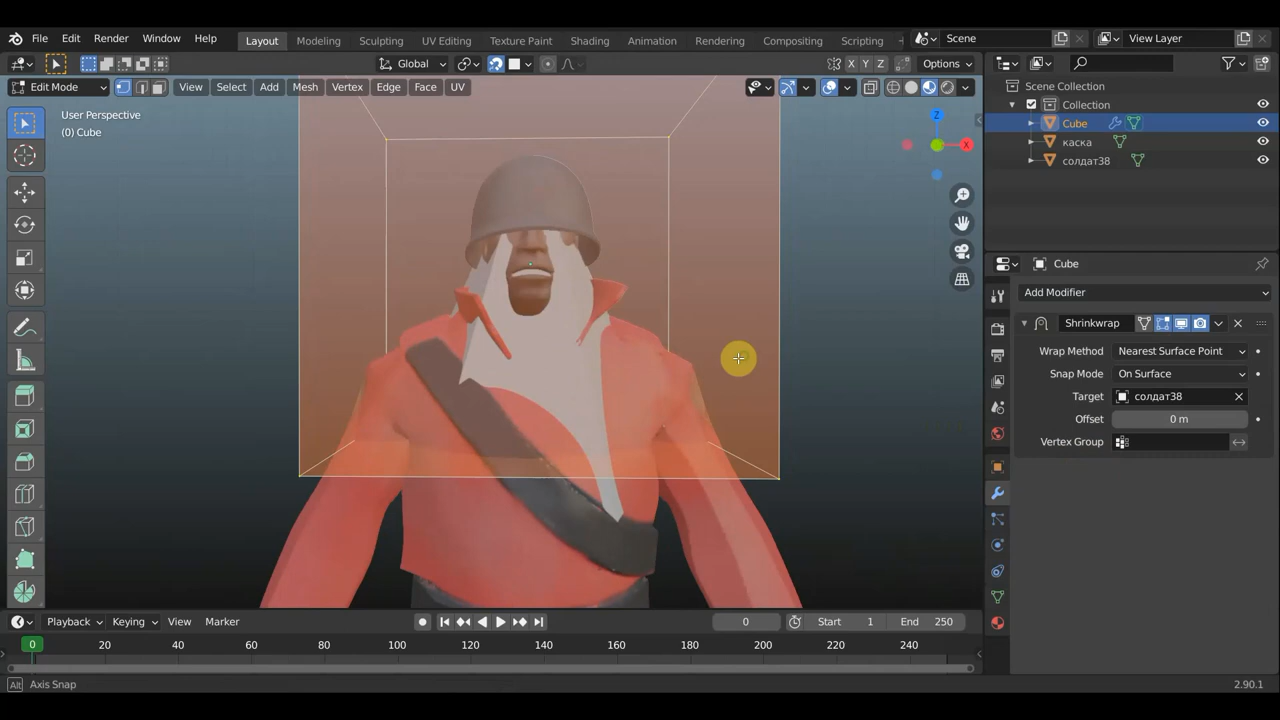 File Edit Render Window Help Layout Modeling Sculpting UV Editing Texture Paint Shading Animation Rendering Compositing Scripting Scene View Layer
Global X Y Z Options
Edit Mode View Select Add Mesh Vertex Edge Face UV
User Perspective
(0) Cube
Z
X
Scene Collection
Collection
Cube
каска
солдат38
Cube
Add Modifier
Shrinkwrap
Wrap Method Nearest Surface Point
Snap Mode On Surface
Target солдат38
Offset 0 m
Vertex Group
Playback Keying View Marker 0 Start 1 End 250
0 20 40 60 80 100 120 140 160 180 200 220 240
Alt Axis Snap 2.90.1